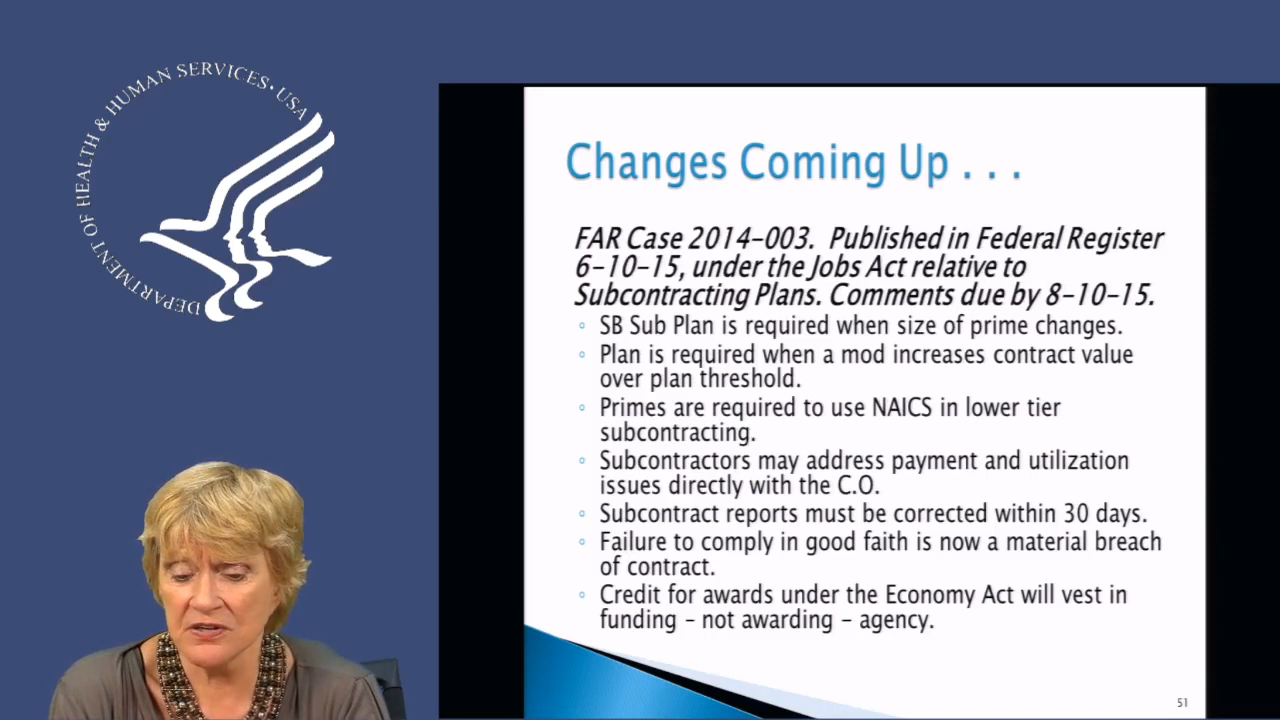 DEPARTMENT OF HEALTH & HUMAN SERVICES • USA
Changes Coming Up . . .
FAR Case 2014-003. Published in Federal Register
6-10-15, under the Jobs Act relative to
Subcontracting Plans. Comments due by 8-10-15.
◦ SB Sub Plan is required when size of prime changes.
◦ Plan is required when a mod increases contract value
over plan threshold.
◦ Primes are required to use NAICS in lower tier
subcontracting.
◦ Subcontractors may address payment and utilization
issues directly with the C.O.
◦ Subcontract reports must be corrected within 30 days.
◦ Failure to comply in good faith is now a material breach
of contract.
◦ Credit for awards under the Economy Act will vest in
funding – not awarding – agency.
51